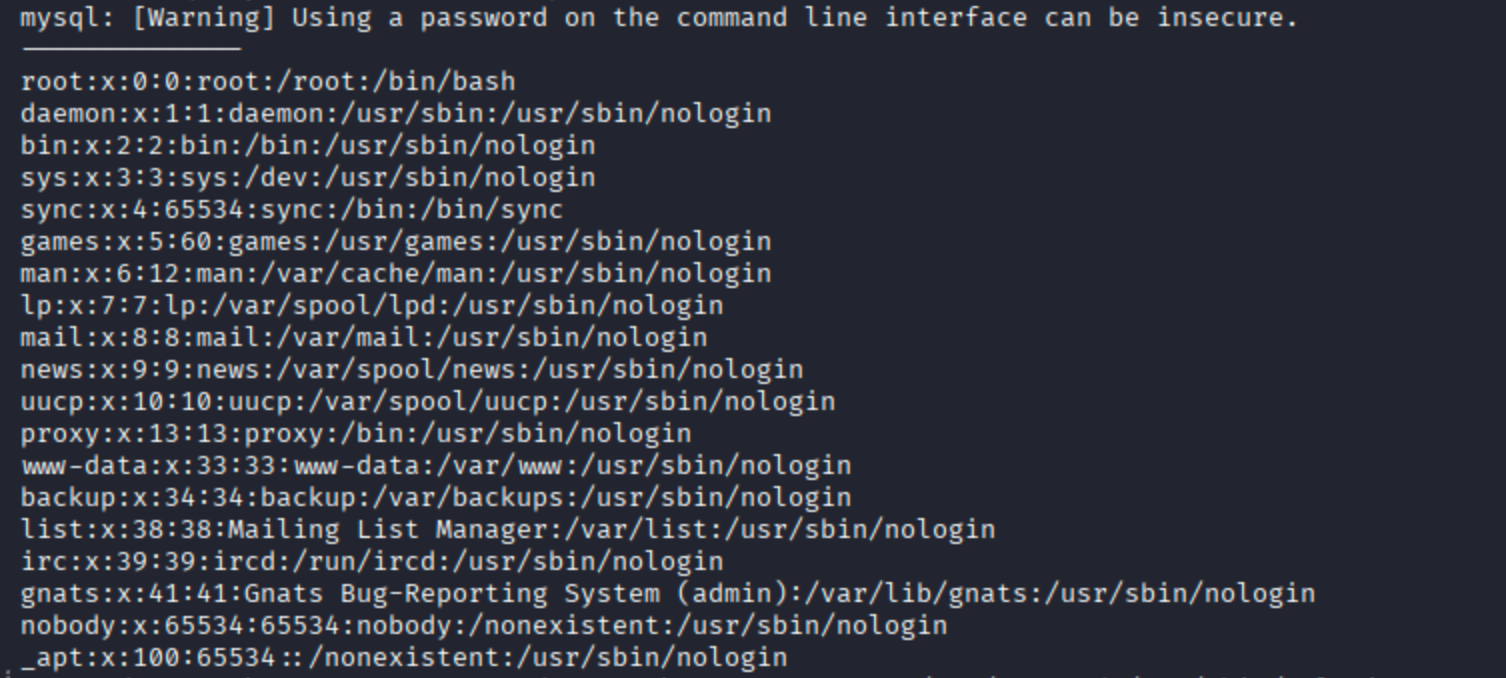 mysql: [Warning] Using a password on the command line interface can be insecure.
root:x:0:0:root:/root:/bin/bash
daemon:x:1:1:daemon:/usr/sbin:/usr/sbin/nologin
bin:x:2:2:bin:/bin:/usr/sbin/nologin
sys:x:3:3:sys:/dev:/usr/sbin/nologin
sync:x:4:65534:sync:/bin:/bin/sync
games:x:5:60:games:/usr/games:/usr/sbin/nologin
man:x:6:12:man:/var/cache/man:/usr/sbin/nologin
lp:x:7:7:lp:/var/spool/lpd:/usr/sbin/nologin
mail:x:8:8:mail:/var/mail:/usr/sbin/nologin
news:x:9:9:news:/var/spool/news:/usr/sbin/nologin
uucp:x:10:10:uucp:/var/spool/uucp:/usr/sbin/nologin
proxy:x:13:13:proxy:/bin:/usr/sbin/nologin
www-data:x:33:33:www-data:/var/www:/usr/sbin/nologin
backup:x:34:34:backup:/var/backups:/usr/sbin/nologin
list:x:38:38:Mailing List Manager:/var/list:/usr/sbin/nologin
irc:x:39:39:ircd:/run/ircd:/usr/sbin/nologin
gnats:x:41:41:Gnats Bug-Reporting System (admin):/var/lib/gnats:/usr/sbin/nologin
nobody:x:65534:65534:nobody:/nonexistent:/usr/sbin/nologin
_apt:x:100:65534::/nonexistent:/usr/sbin/nologin